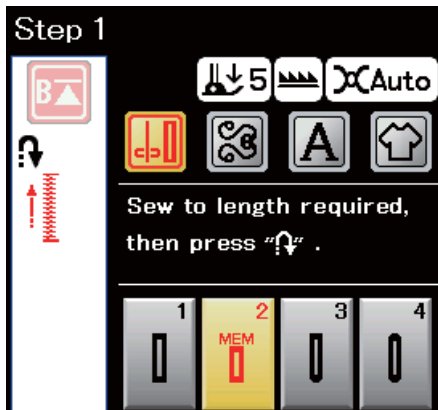 Step 1
B
5
Auto
A
Sew to length required,
then press “ ” .
1
2
3
4
MEM